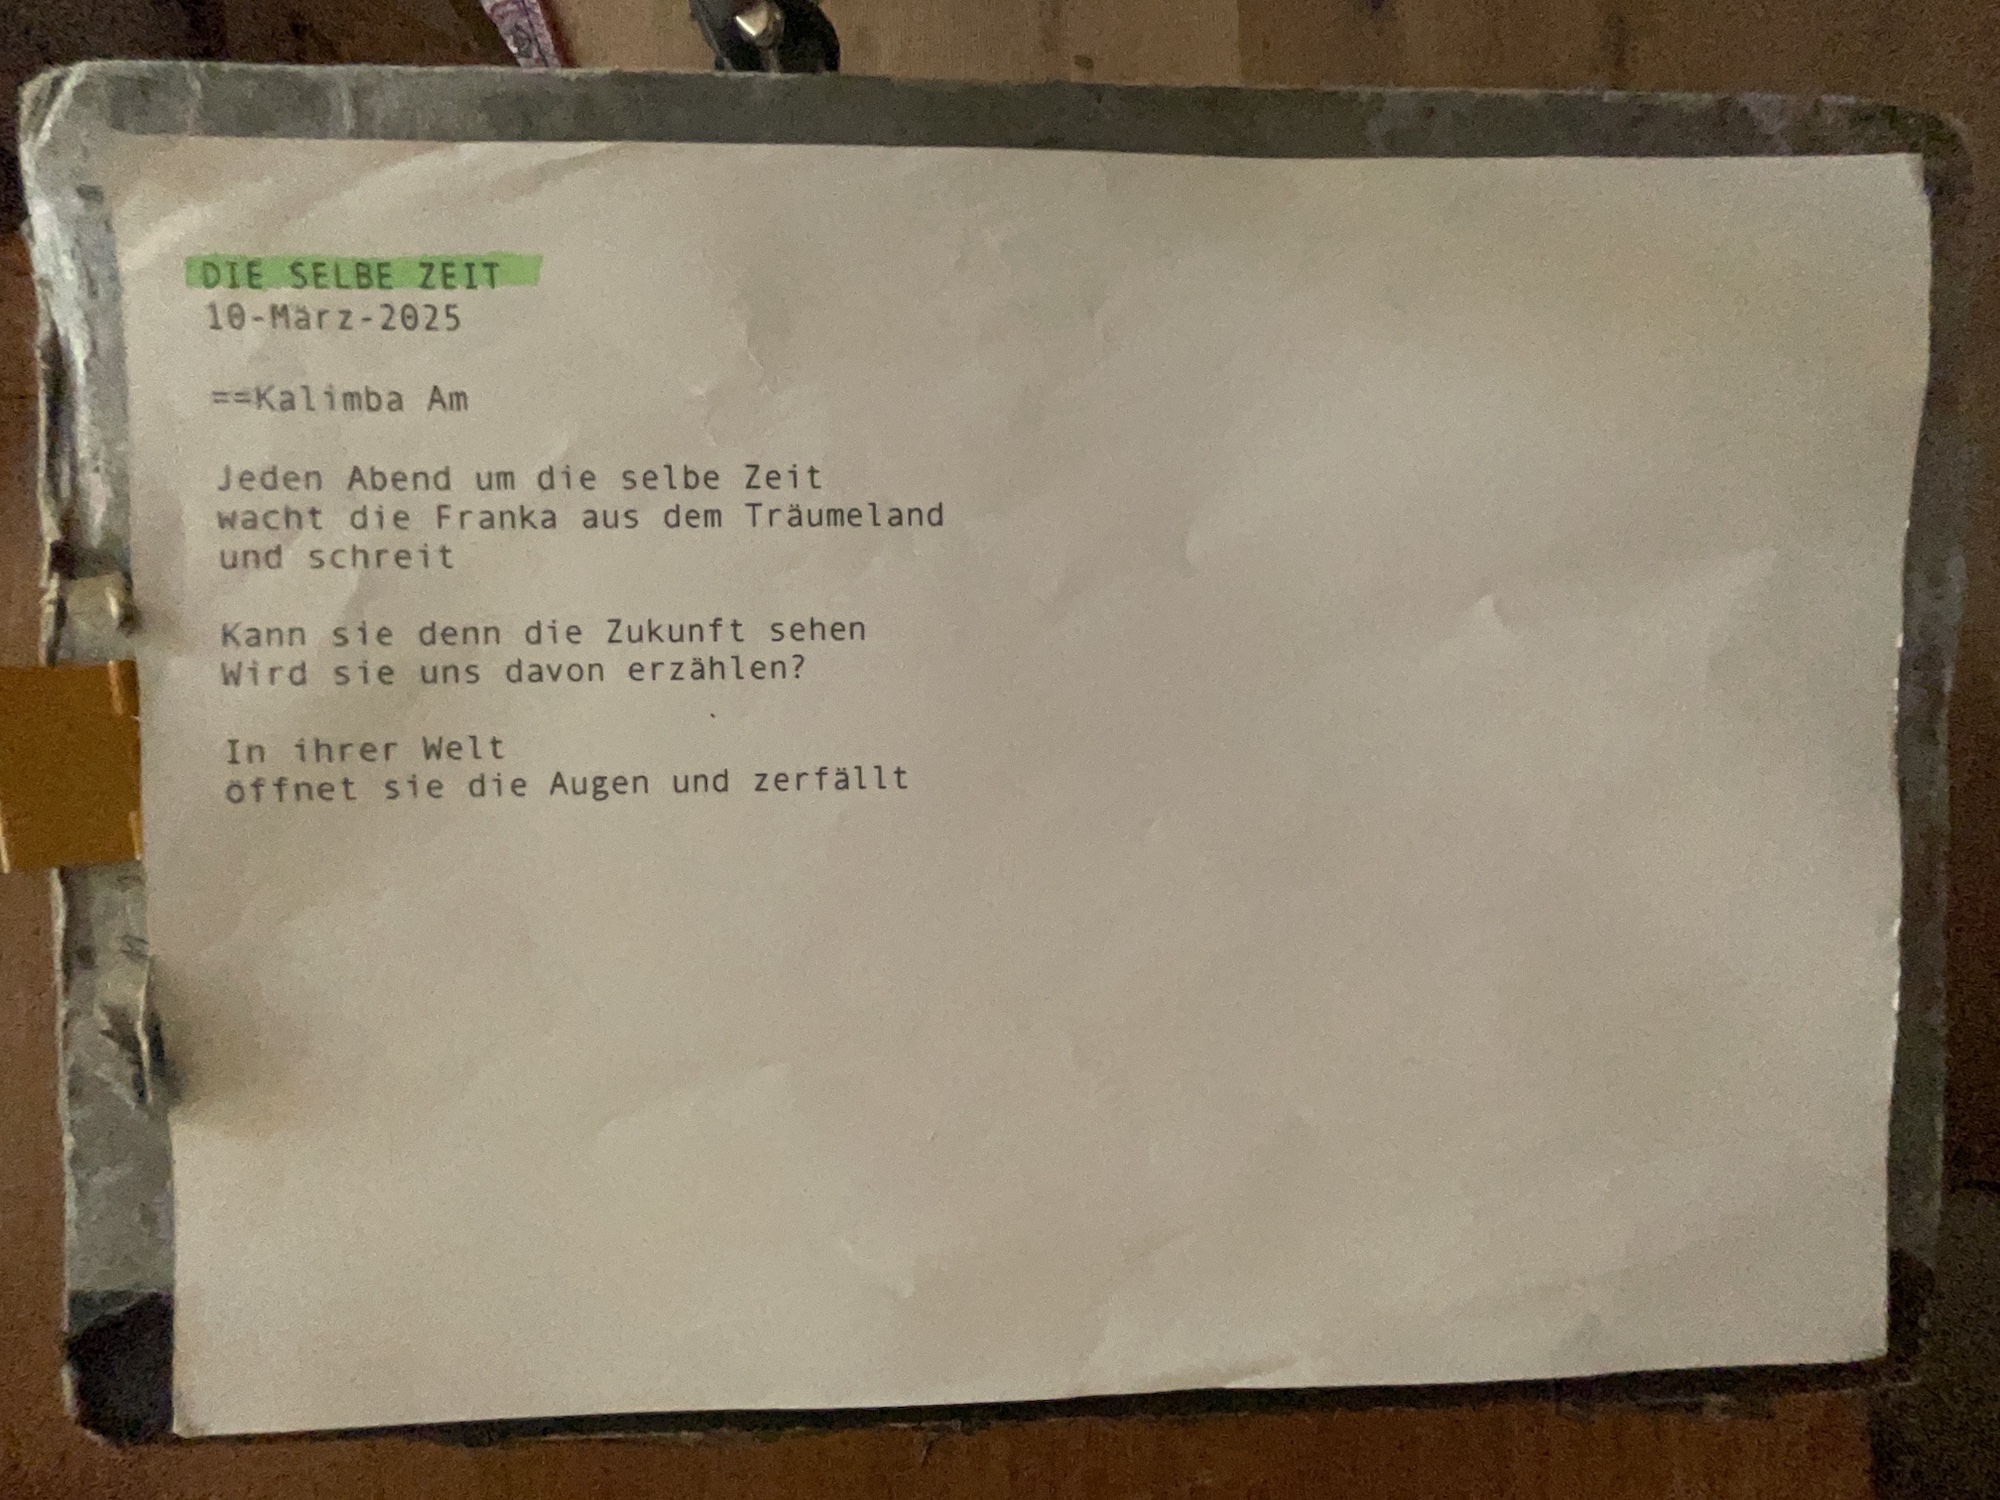 DIE SELBE ZEIT
10-März-2025
==Kalimba Am
Jeden Abend um die selbe Zeit
wacht die Franka aus dem Träumeland
und schreit
Kann sie denn die Zukunft sehen
Wird sie uns davon erzählen?
In ihrer Welt
öffnet sie die Augen und zerfällt